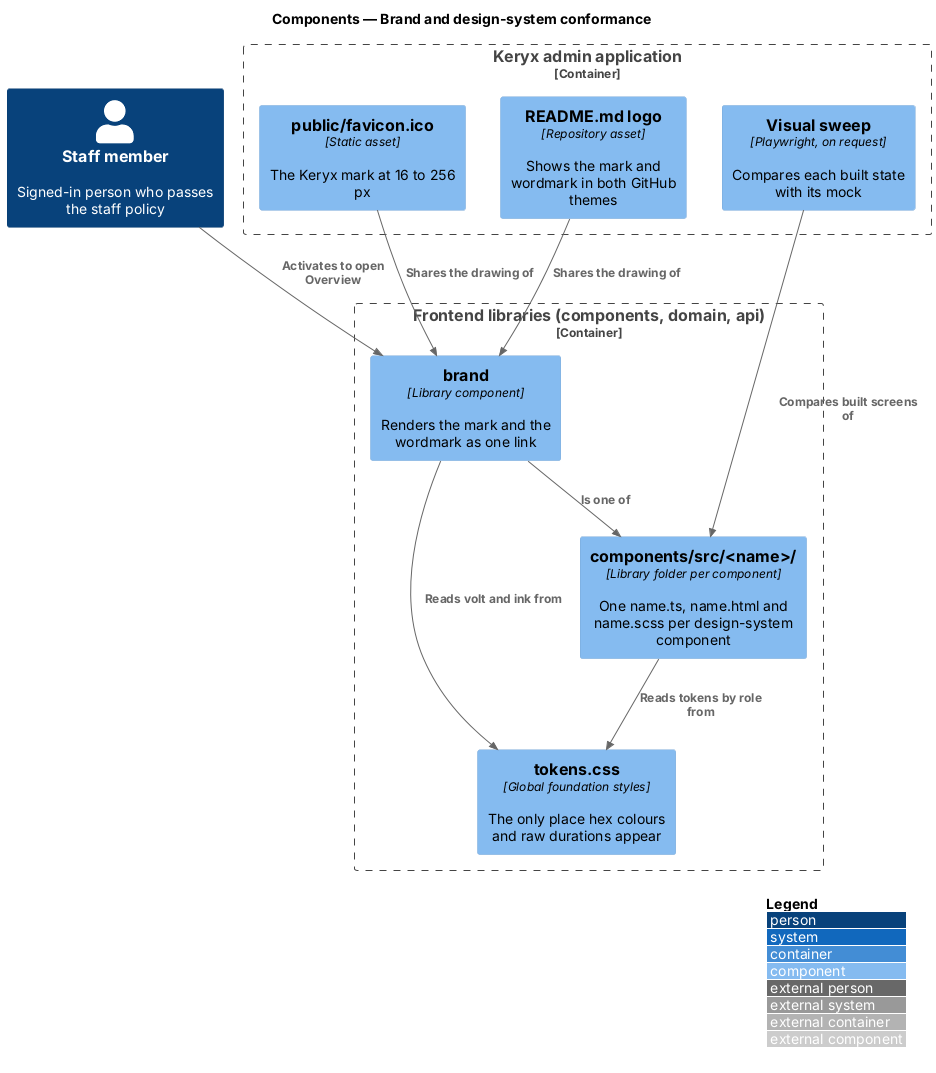 Components — Brand and design-system conformance
Keryx admin application
[Container]
Staff member
Signed-in person who passes
the staff policy
public/favicon.ico
[Static asset]
The Keryx mark at 16 to 256
px
README.md logo
[Repository asset]
Shows the mark and
wordmark in both GitHub
themes
Visual sweep
[Playwright, on request]
Compares each built state
with its mock
Activates to open
Overview
Shares the drawing of
Shares the drawing of
Frontend libraries (components, domain, api)
[Container]
brand
[Library component]
Renders the mark and the
wordmark as one link
Compares built screens
of
Is one of
components/src/<name>/
[Library folder per component]
One name.ts, name.html and
name.scss per design-system
component
Reads volt and ink from
Reads tokens by role
from
tokens.css
[Global foundation styles]
The only place hex colours
and raw durations appear
Legend
person
system
container
component
external person
external system
external container
external component